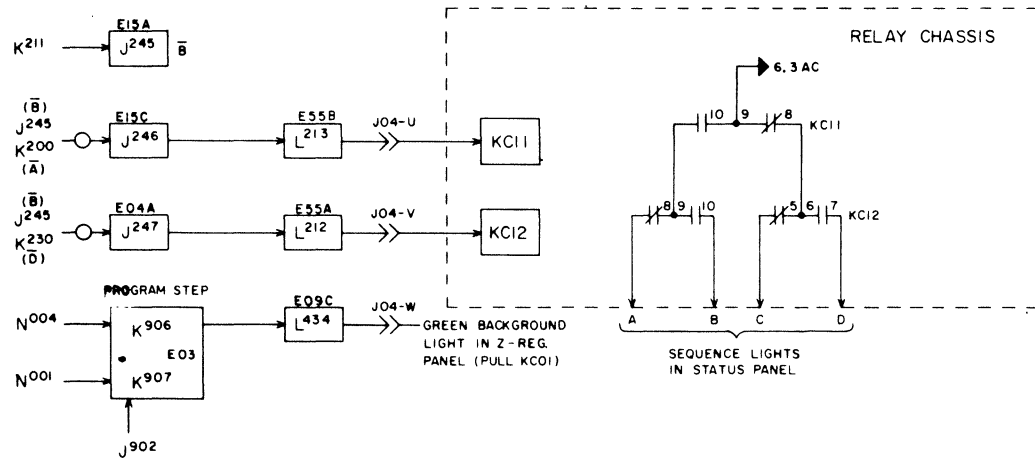 E15A
K211
J245
B̅
(B̅)
J245
K200
(A̅)
E15C
J246
E55B
L213
J04-U
KC11
(B̅)
J245
K230
(D̅)
E04A
J247
E55A
L212
J04-V
KC12
PROGRAM STEP
N004
K906
E03
N001
K907
J902
E09C
L434
J04-W
GREEN BACKGROUND
LIGHT IN Z-REG.
PANEL (PULL KC01)
RELAY CHASSIS
6.3 AC
10 9 8
KC11
8 9 10 5 6 7
KC12
A B C D
SEQUENCE LIGHTS
IN STATUS PANEL